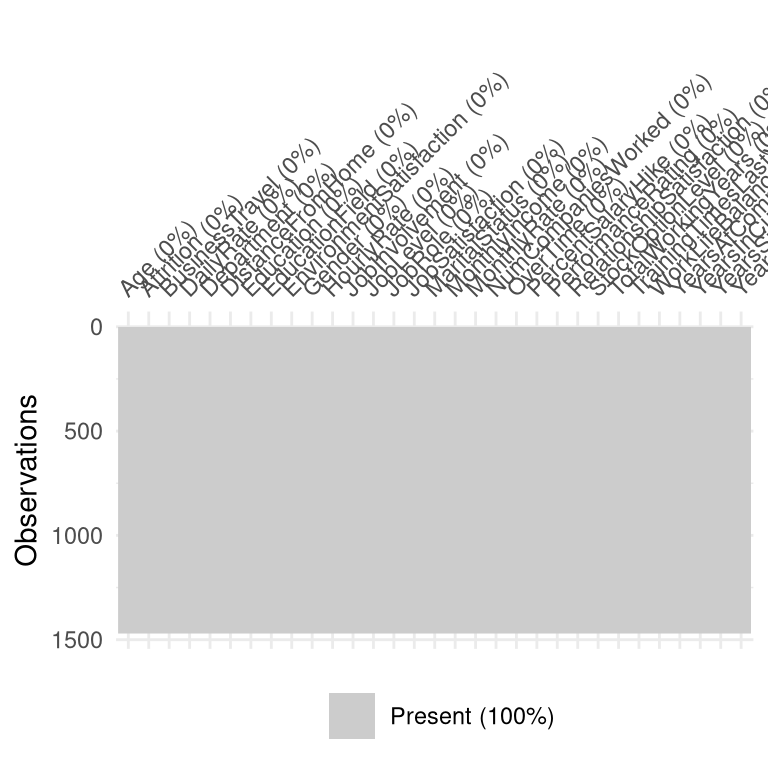 Age (0%)
Attrition (0%)
BusinessTravel (0%)
DailyRate (0%)
Department (0%)
DistanceFromHome (0%)
Education (0%)
EducationField (0%)
EnvironmentSatisfaction (0%)
Gender (0%)
HourlyRate (0%)
JobInvolvement (0%)
JobLevel (0%)
JobRole (0%)
JobSatisfaction (0%)
MaritalStatus (0%)
MonthlyIncome (0%)
MonthlyRate (0%)
NumCompaniesWorked (0%)
OverTime (0%)
PercentSalaryHike (0%)
PerformanceRating (0%)
RelationshipSatisfaction (0
StockOptionLevel (0%)
0
500
1000
1500
Observations
Present (100%)